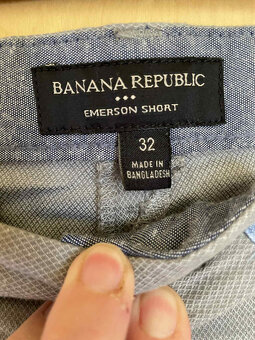 BANANA REPUBLIC
EMERSON SHORT
32
MADE IN
BANGLADESH